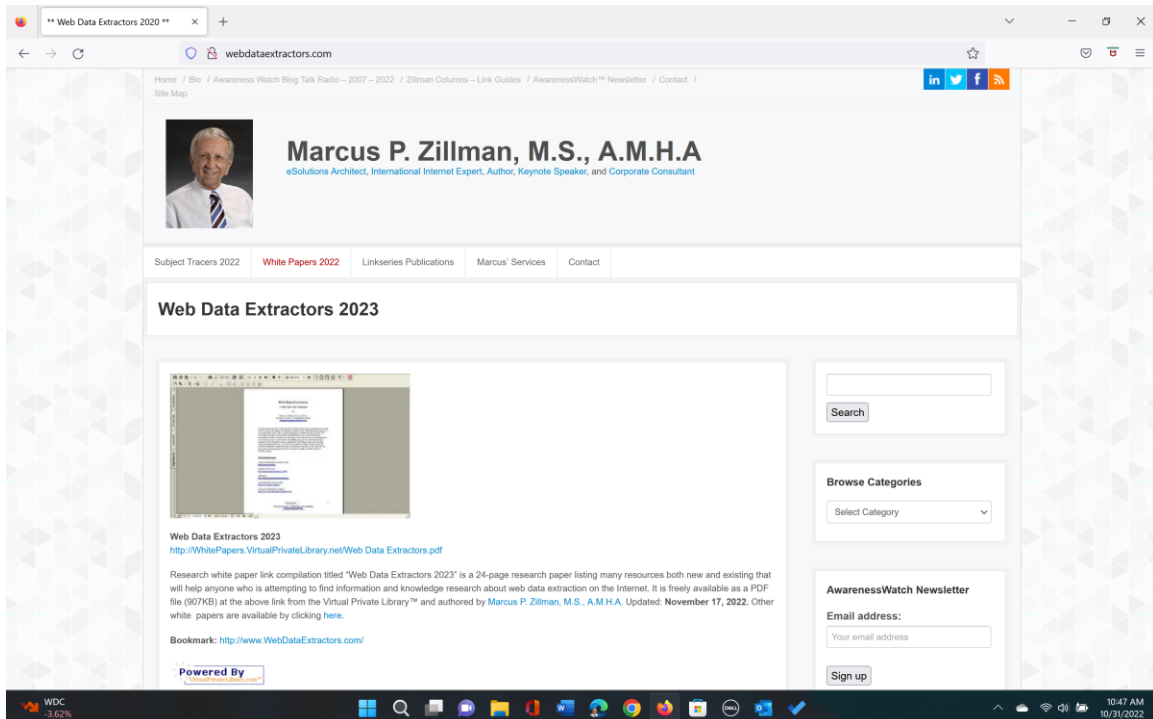 ** Web Data Extractors 2020 **
webdataextractors.com
Home / Bio / Awareness Watch Blog Talk Radio – 2007 – 2022 / Zillman Columns – Link Guides / AwarenessWatch™ Newsletter / Contact /
Site Map
Marcus P. Zillman, M.S., A.M.H.A
eSolutions Architect, International Internet Expert, Author, Keynote Speaker, and Corporate Consultant
Subject Tracers 2022 White Papers 2022 Linkseries Publications Marcus' Services Contact
Web Data Extractors 2023
Search
Browse Categories
Select Category
Web Data Extractors 2023
http://WhitePapers.VirtualPrivateLibrary.net/Web Data Extractors.pdf
Research white paper link compilation titled “Web Data Extractors 2023” is a 24-page research paper listing many resources both new and existing that
will help anyone who is attempting to find information and knowledge research about web data extraction on the Internet. It is freely available as a PDF
file (907KB) at the above link from the Virtual Private Library™ and authored by Marcus P. Zillman, M.S., A.M.H.A. Updated: November 17, 2022. Other
white papers are available by clicking here.
Bookmark: http://www.WebDataExtractors.com/
Powered By
VirtualPrivateLibrary.com
AwarenessWatch Newsletter
Email address:
Your email address
Sign up
WDC
-3.62%
10:47 AM
10/31/2022